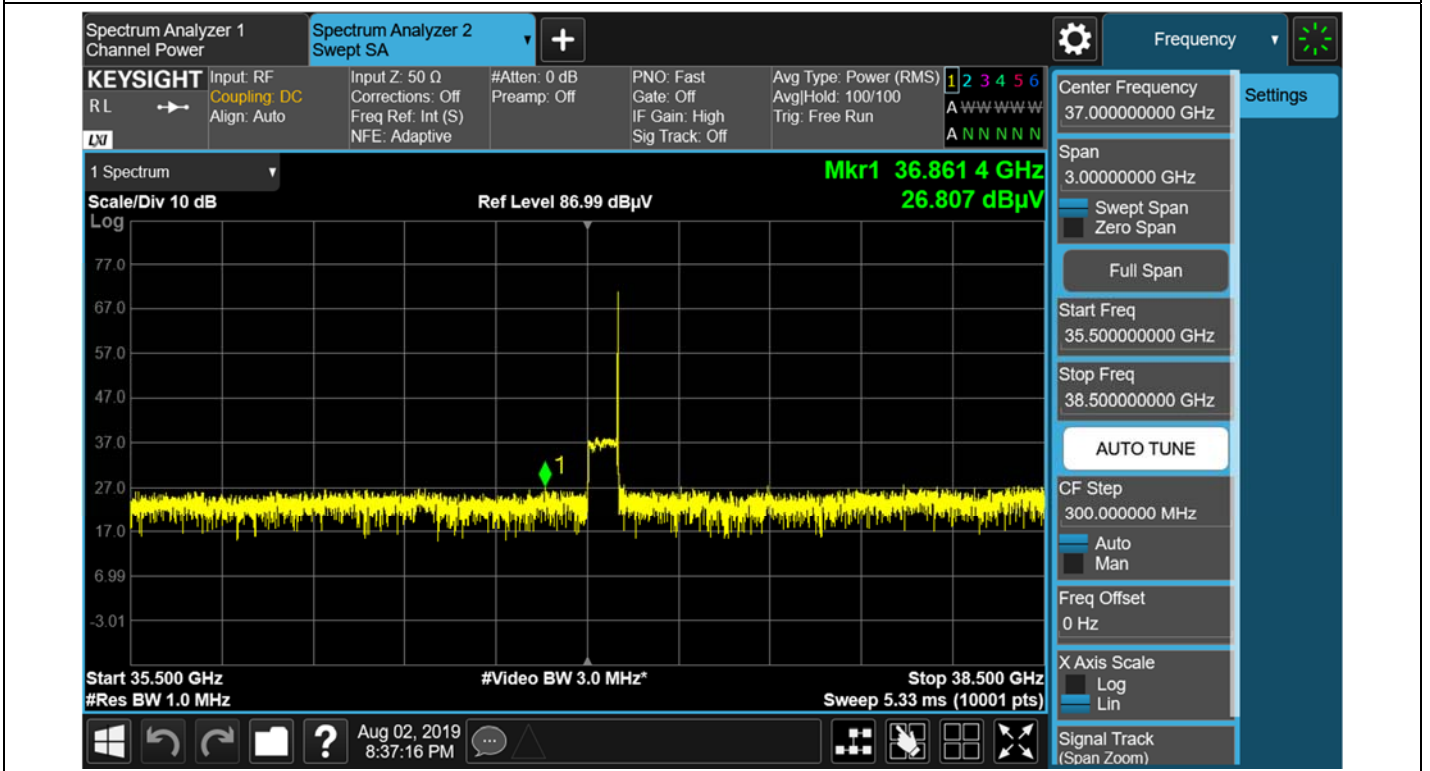 Spectrum Analyzer 1
Channel Power
Spectrum Analyzer 2
Swept SA
Frequency
KEYSIGHT
R L
LXI
Input: RF
Coupling: DC
Align: Auto
Input Z: 50 Ω
Corrections: Off
Freq Ref: Int (S)
NFE: Adaptive
#Atten: 0 dB
Preamp: Off
PNO: Fast
Gate: Off
IF Gain: High
Sig Track: Off
Avg Type: Power (RMS)
Avg|Hold: 100/100
Trig: Free Run
1 2 3 4 5 6
A W W W W W
A N N N N N
1 Spectrum
Scale/Div 10 dB
Log
Ref Level 86.99 dBµV
Mkr1 36.861 4 GHz
26.807 dBµV
77.0
67.0
57.0
47.0
37.0
27.0
17.0
6.99
-3.01
1
Start 35.500 GHz
#Res BW 1.0 MHz
#Video BW 3.0 MHz*
Stop 38.500 GHz
Sweep 5.33 ms (10001 pts)
Center Frequency
37.000000000 GHz
Settings
Span
3.00000000 GHz
Swept Span
Zero Span
Full Span
Start Freq
35.500000000 GHz
Stop Freq
38.500000000 GHz
AUTO TUNE
CF Step
300.000000 MHz
Auto
Man
Freq Offset
0 Hz
X Axis Scale
Log
Lin
Signal Track
(Span Zoom)
?
Aug 02, 2019
8:37:16 PM